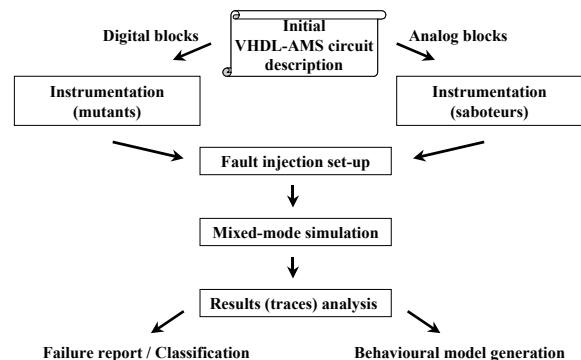 Initial
VHDL-AMS circuit
description
Digital blocks
Analog blocks
Instrumentation
(mutants)
Instrumentation
(saboteurs)
Fault injection set-up
Mixed-mode simulation
Results (traces) analysis
Failure report / Classification
Behavioural model generation